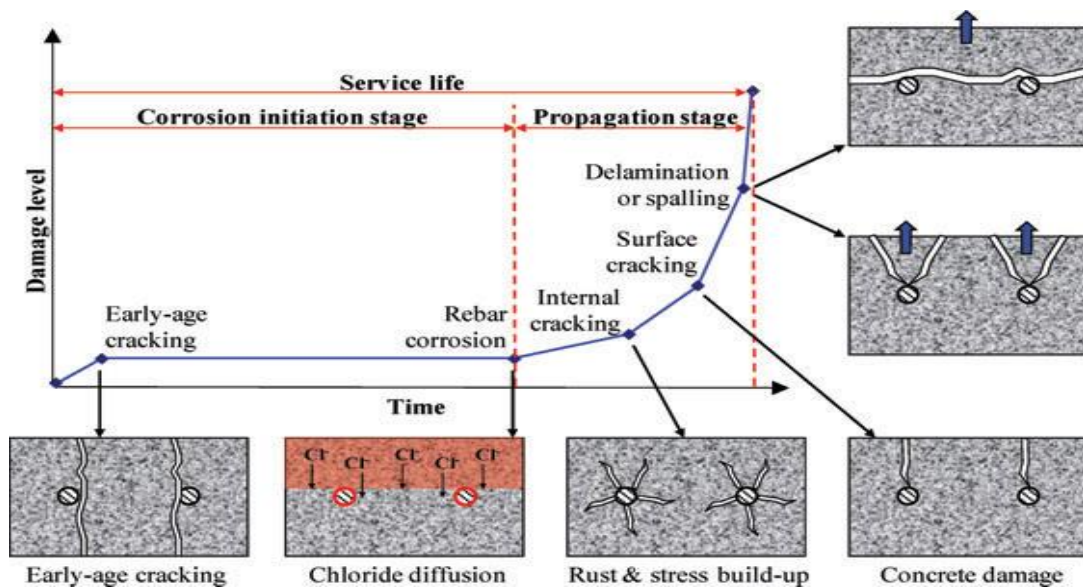 Service life
Corrosion initiation stage
Propagation stage
Damage level
Delamination
or spalling
Surface
cracking
Internal
cracking
Early-age
cracking
Rebar
corrosion
Time
Cl- Cl- Cl- Cl- Cl-
Early-age cracking
Chloride diffusion
Rust & stress build-up
Concrete damage